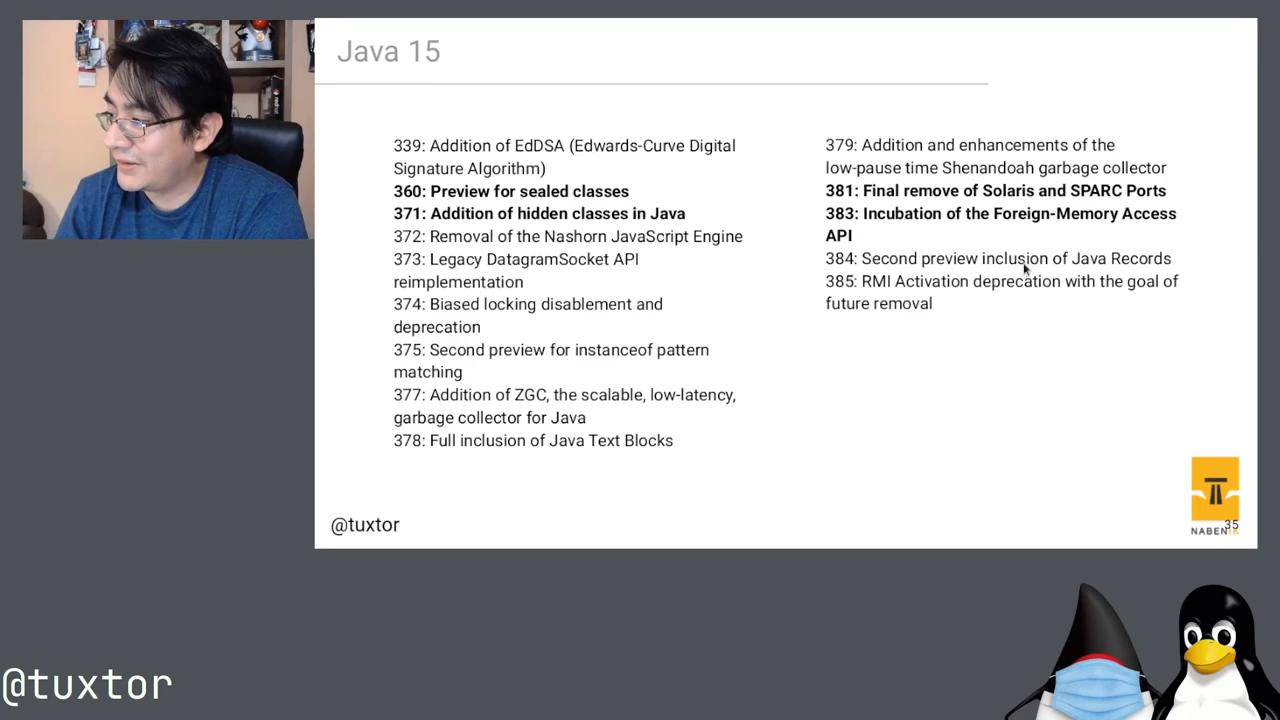 Java 15
339: Addition of EdDSA (Edwards-Curve Digital
Signature Algorithm)
360: Preview for sealed classes
371: Addition of hidden classes in Java
372: Removal of the Nashorn JavaScript Engine
373: Legacy DatagramSocket API
reimplementation
374: Biased locking disablement and
deprecation
375: Second preview for instanceof pattern
matching
377: Addition of ZGC, the scalable, low-latency,
garbage collector for Java
378: Full inclusion of Java Text Blocks
379: Addition and enhancements of the
low-pause time Shenandoah garbage collector
381: Final remove of Solaris and SPARC Ports
383: Incubation of the Foreign-Memory Access
API
384: Second preview inclusion of Java Records
385: RMI Activation deprecation with the goal of
future removal
@tuxtor
35
NABENIK
@tuxtor